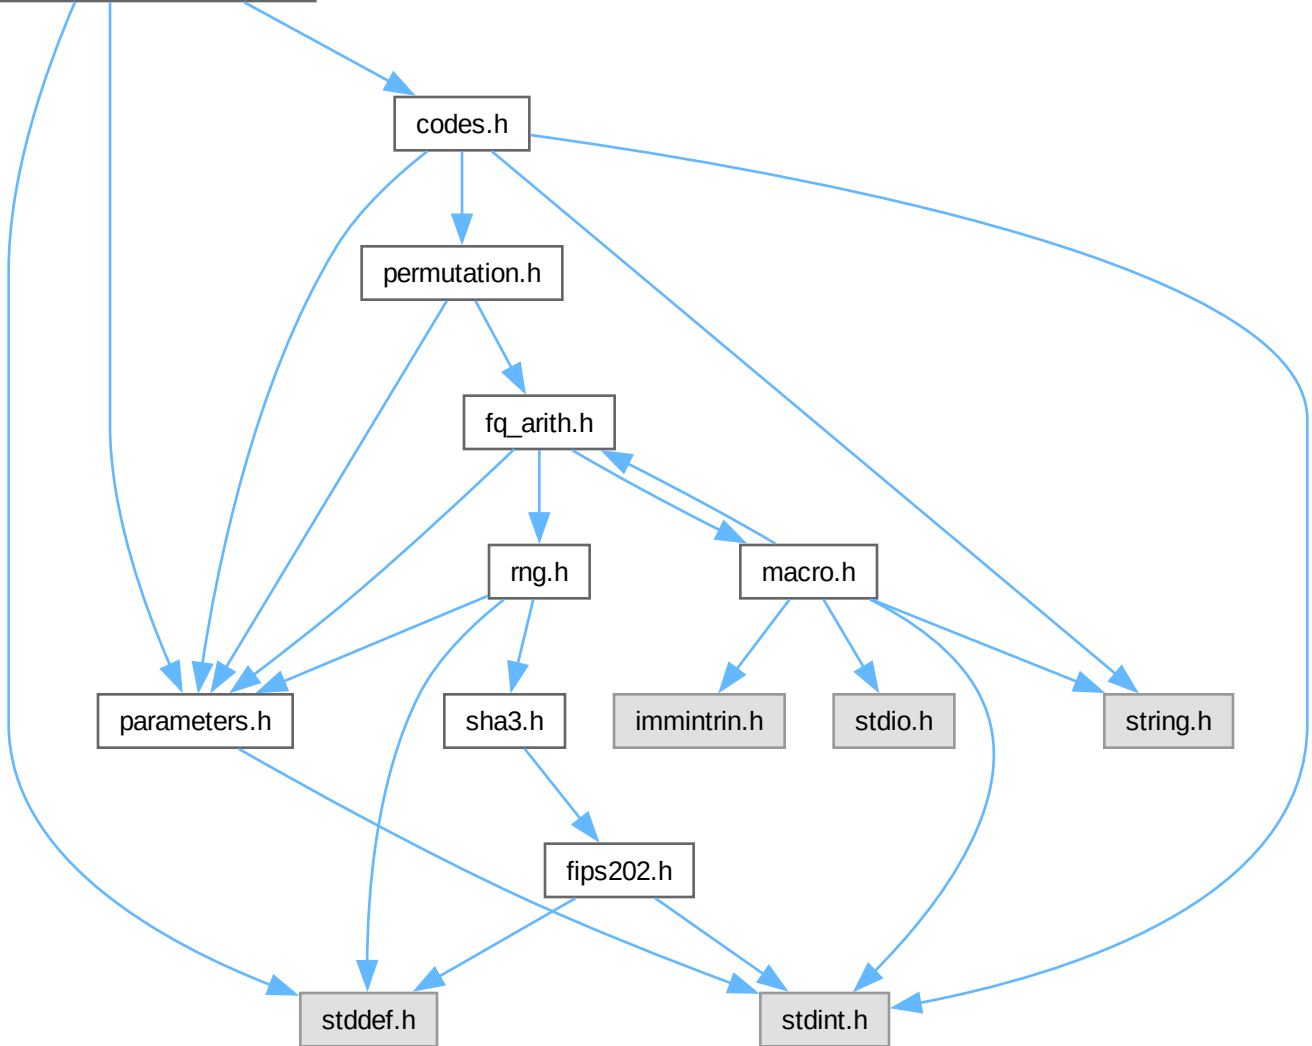 codes.h
permutation.h
fq_arith.h
rng.h
macro.h
parameters.h
sha3.h
immintrin.h
stdio.h
string.h
fips202.h
stddef.h
stdint.h